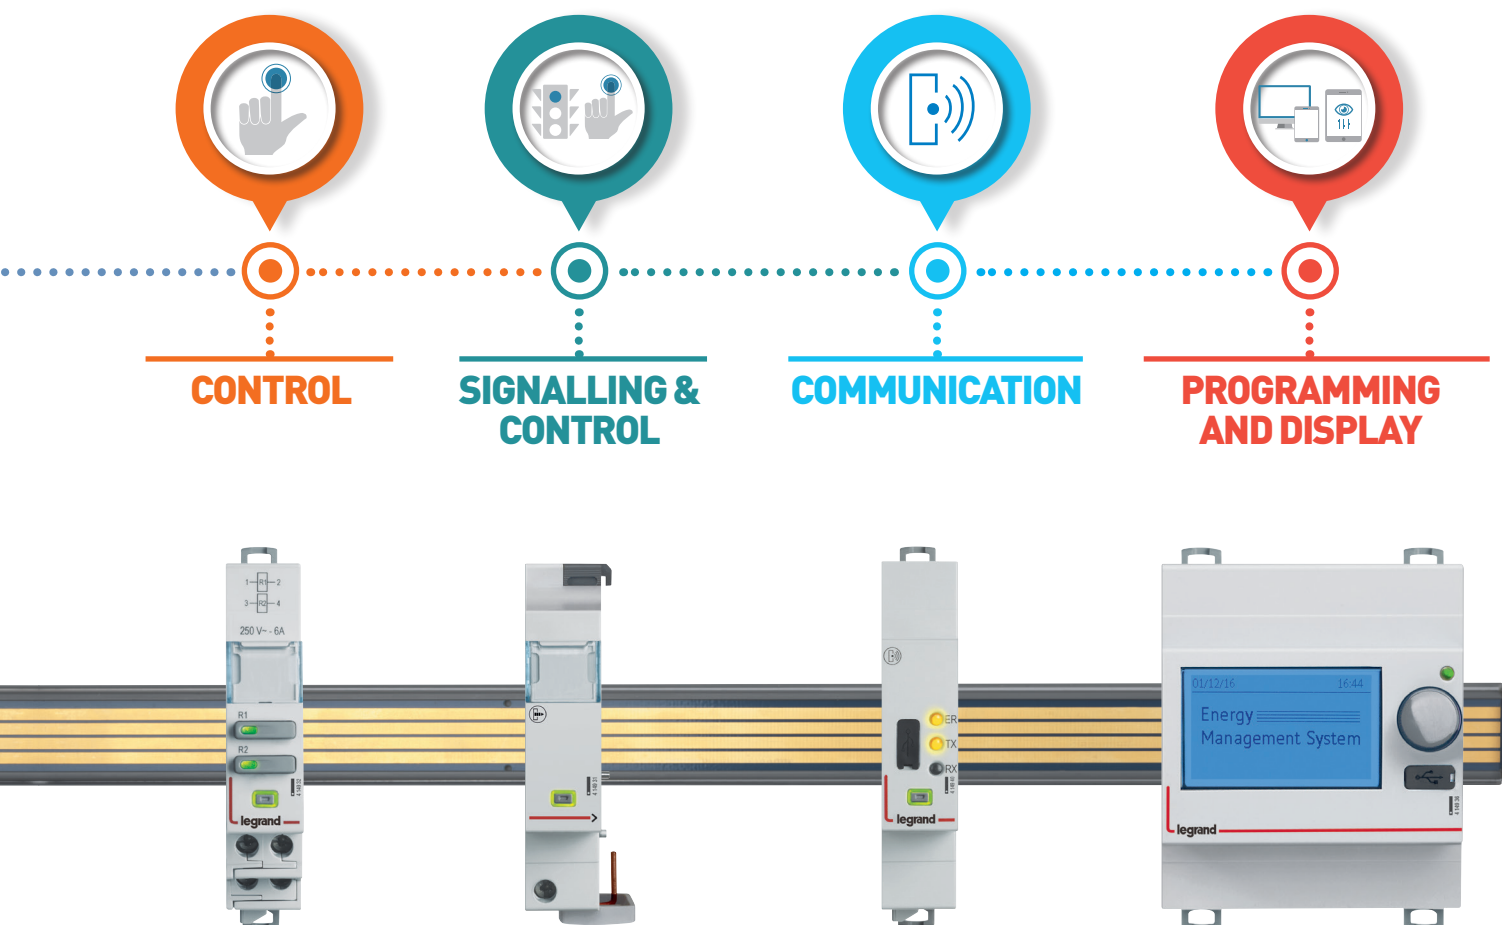 CONTROL
SIGNALLING &
CONTROL
COMMUNICATION
PROGRAMMING
AND DISPLAY
1 R1 2
3 R2 4
250 V~ - 6A
R1
R2
legrand
ER
TX
RX
legrand
01/12/16 16:44
Energy
Management System
legrand